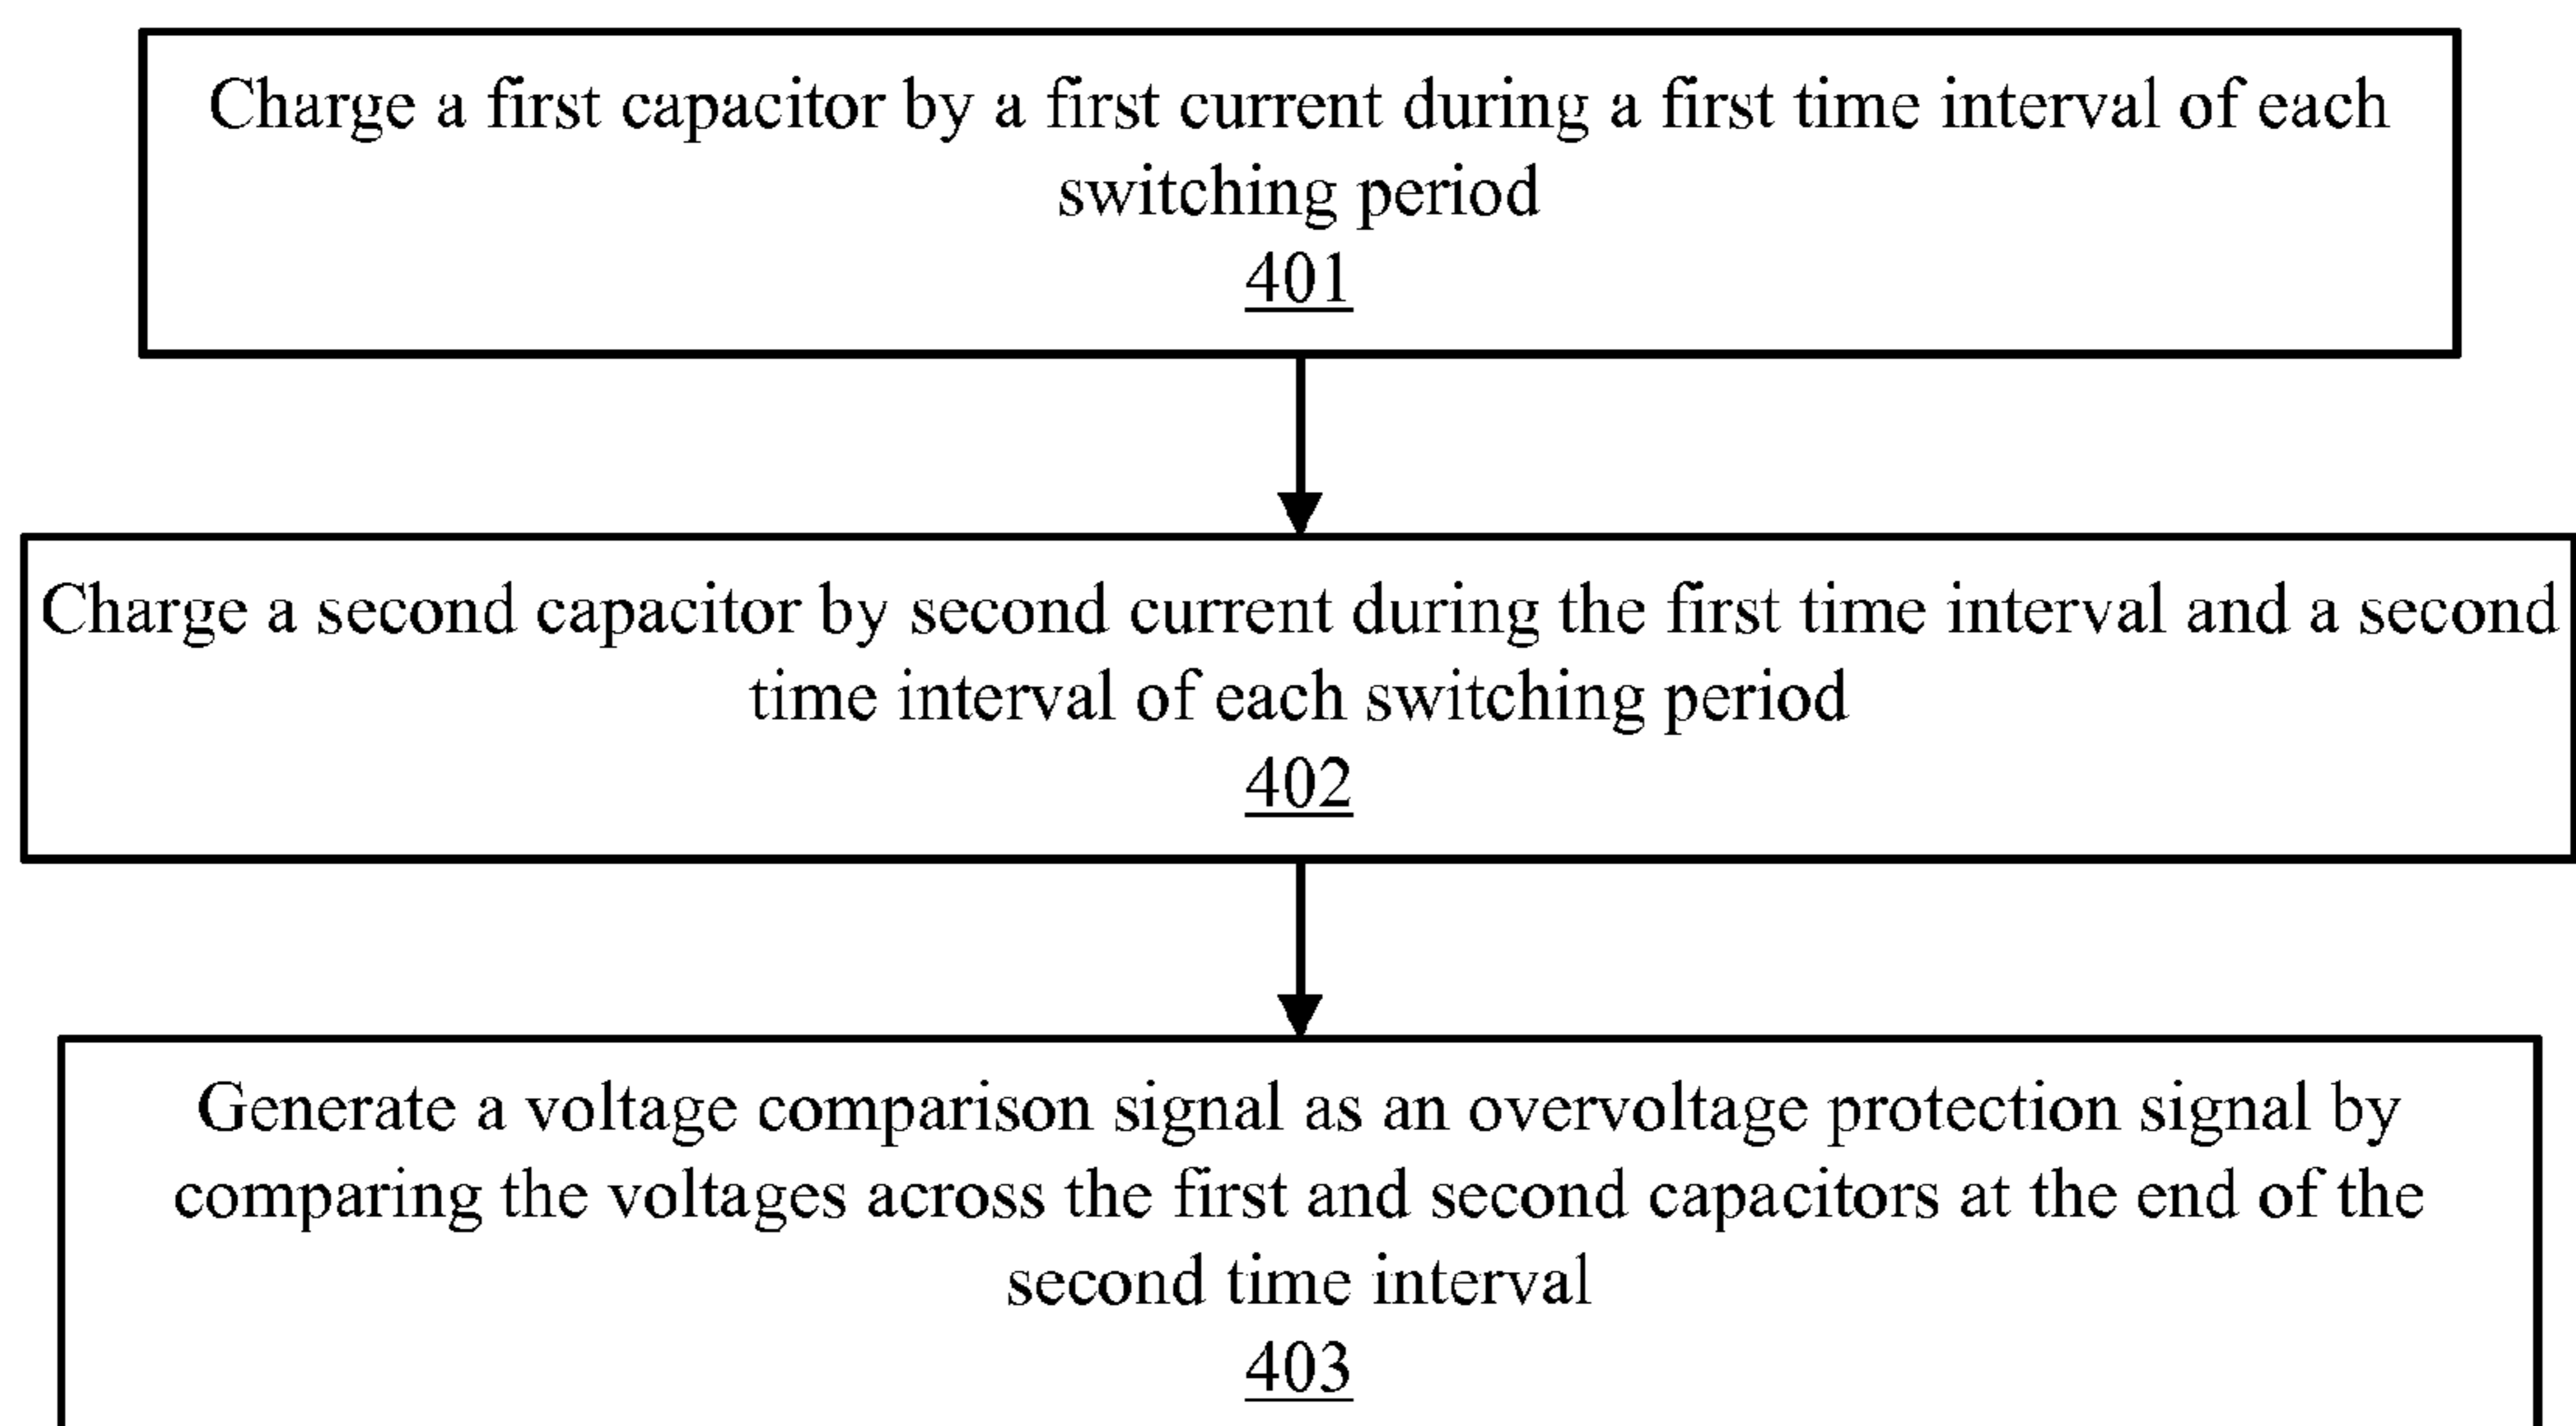 Charge a first capacitor by a first current during a first time interval of each
switching period
401
Charge a second capacitor by second current during the first time interval and a second
time interval of each switching period
402
Generate a voltage comparison signal as an overvoltage protection signal by
comparing the voltages across the first and second capacitors at the end of the
second time interval
403